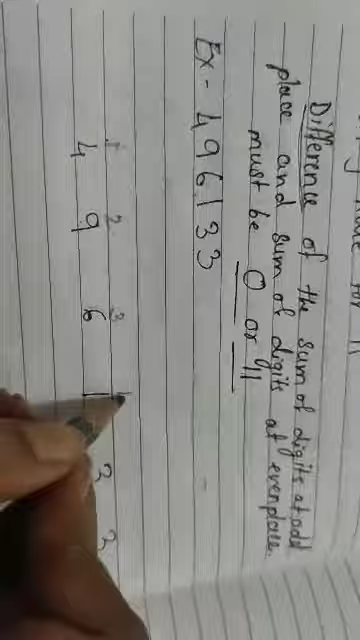 Difference of the sum of digits at odd
place and sum of digits at even place
must be 0 or 11
Ex - 496133
1 2 3
4 9 6 1 3 3